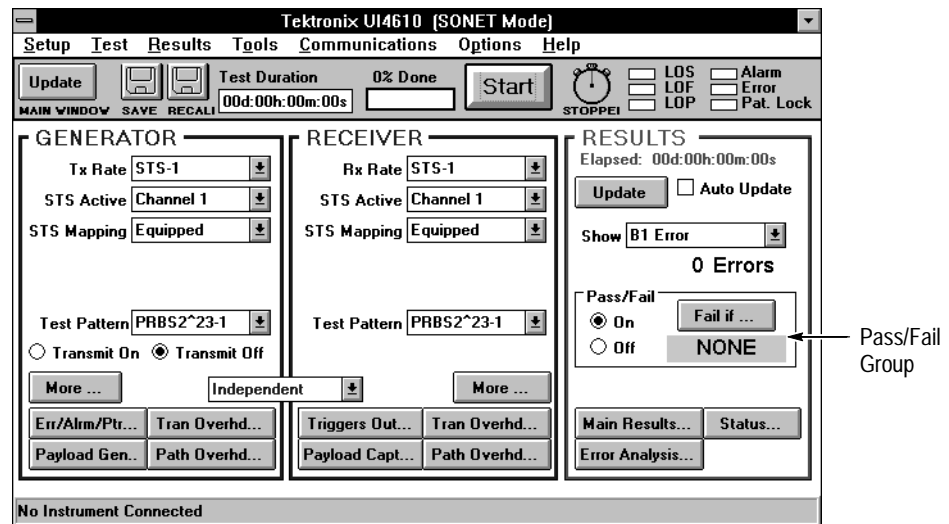 Tektronix UI4610 (SONET Mode)
Setup Test Results Tools Communications Options Help
Update
MAIN WINDOW
SAVE
RECALI
Test Duration
00d:00h:00m:00s
0% Done
Start
STOPPEI
LOS
LOF
LOP
Alarm
Error
Pat. Lock
GENERATOR
Tx Rate STS-1
STS Active Channel 1
STS Mapping Equipped
Test Pattern PRBS2^23-1
Transmit On Transmit Off
More ...
Err/Alrm/Ptr... Tran Overhd...
Payload Gen.. Path Overhd...
Independent
RECEIVER
Rx Rate STS-1
STS Active Channel 1
STS Mapping Equipped
Test Pattern PRBS2^23-1
More ...
Triggers Out... Tran Overhd...
Payload Capt... Path Overhd...
RESULTS
Elapsed: 00d:00h:00m:00s
Update Auto Update
Show B1 Error
0 Errors
Pass/Fail
On
Off
Fail if ...
NONE
Main Results... Status...
Error Analysis...
Pass/Fail
Group
No Instrument Connected